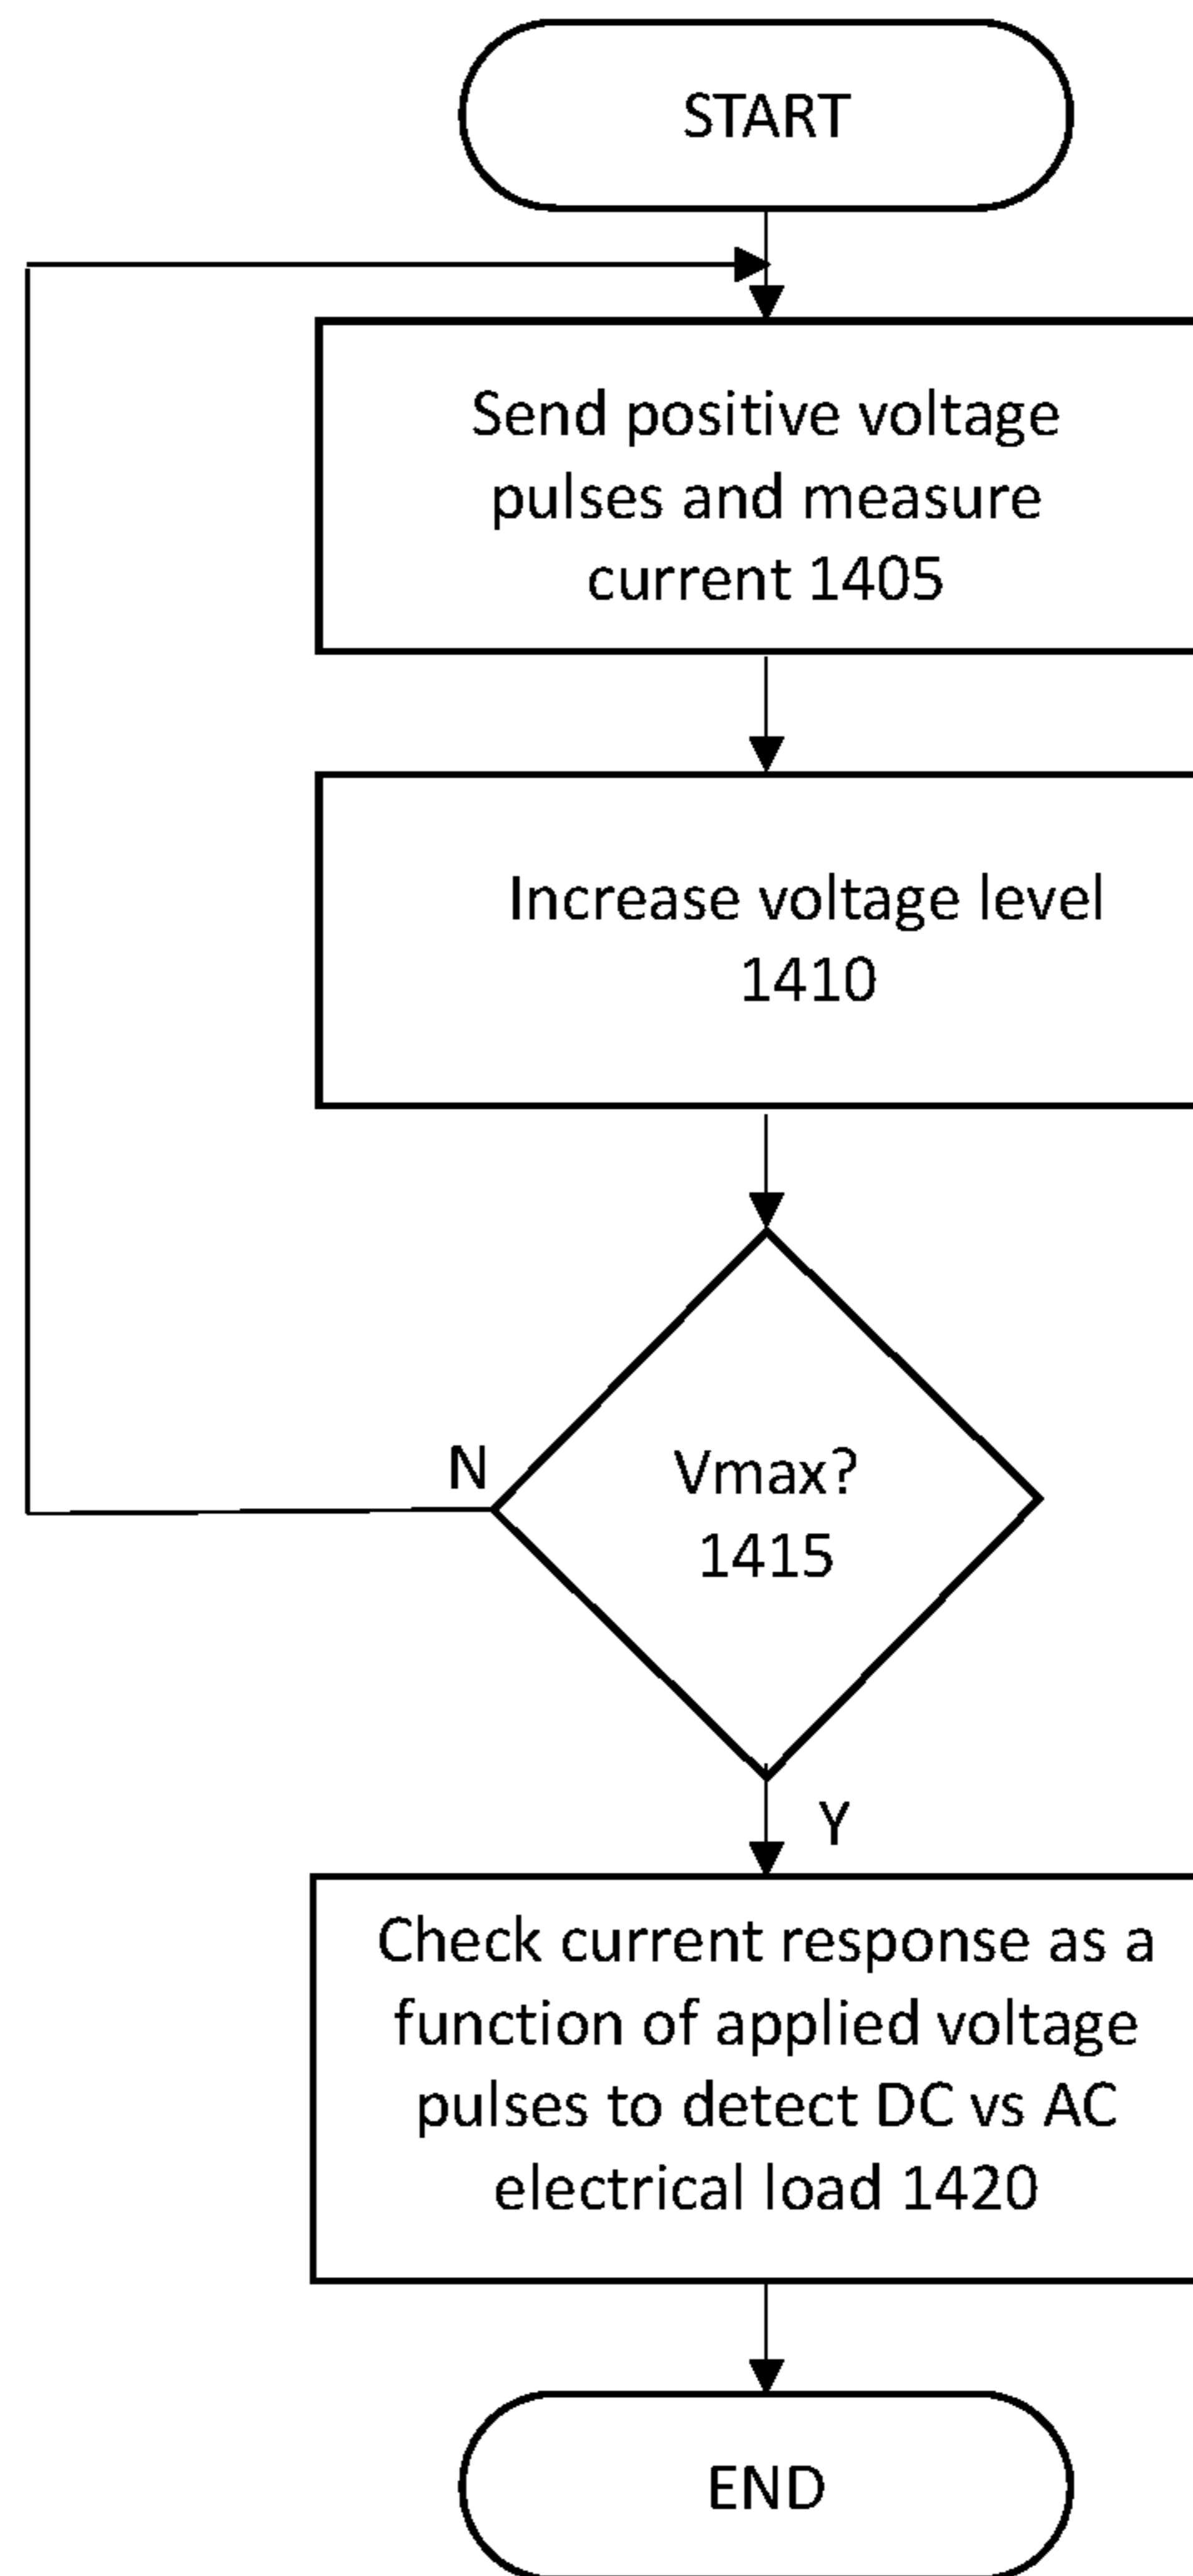 START
Send positive voltage
pulses and measure
current 1405
Increase voltage level
1410
N
Vmax?
1415
Y
Check current response as a
function of applied voltage
pulses to detect DC vs AC
electrical load 1420
END